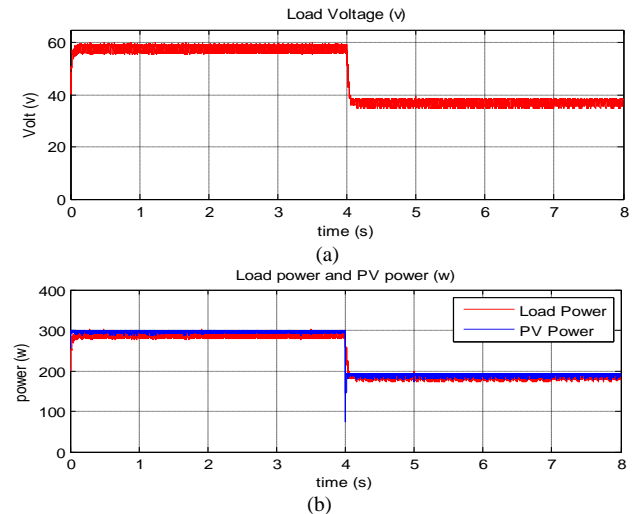 Load Voltage (v)
60
40
20
0
Volt (v)
0 1 2 3 4 5 6 7 8
time (s)
(a)
Load power and PV power (w)
400
300
200
100
0
power (w)
Load Power
PV Power
0 1 2 3 4 5 6 7 8
time (s)
(b)